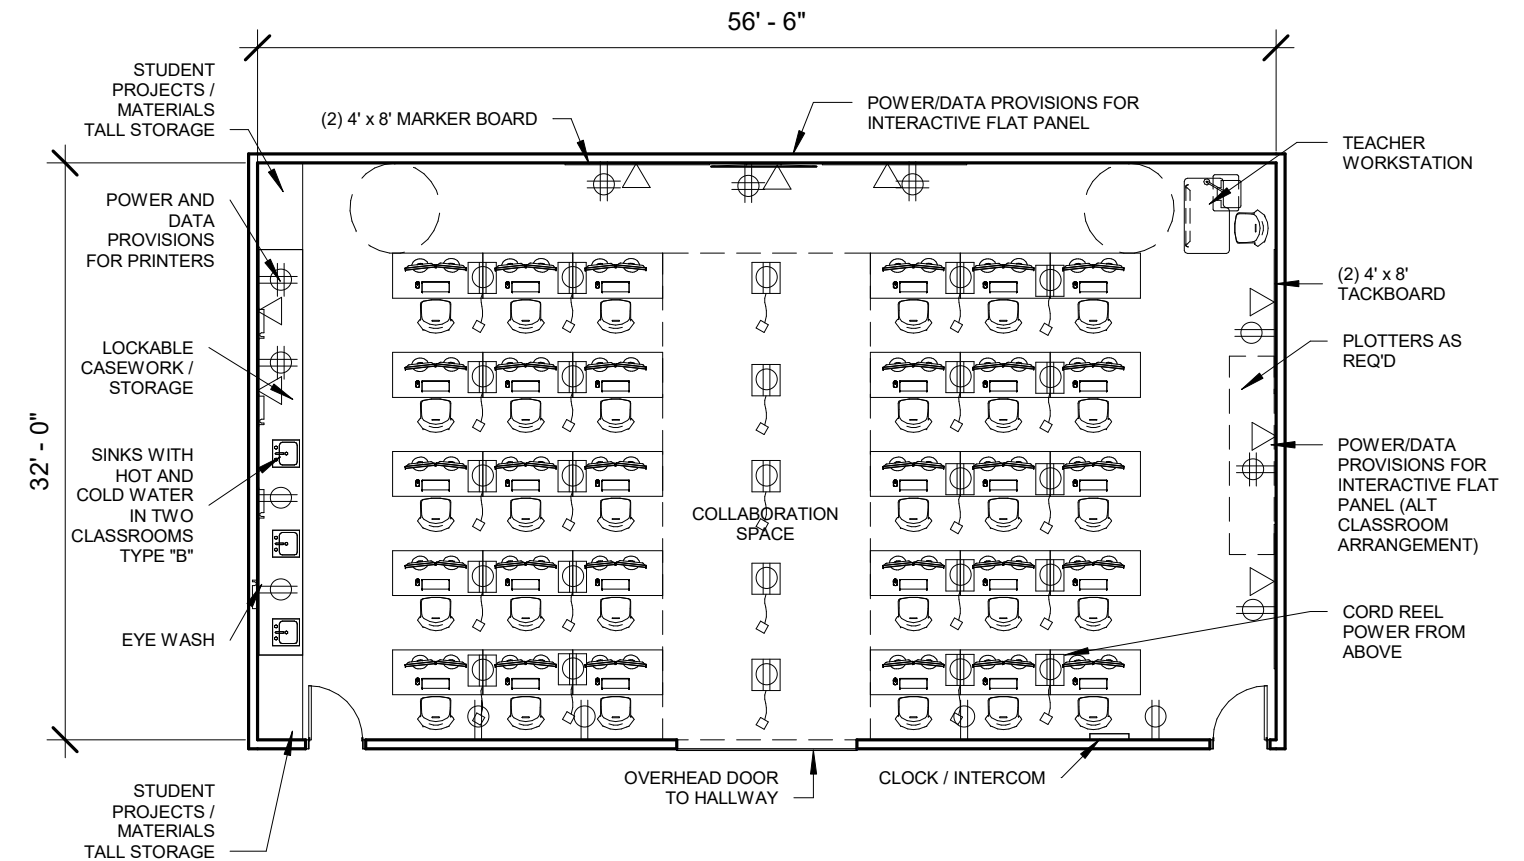 56' - 6"
STUDENT
PROJECTS /
MATERIALS
TALL STORAGE
(2) 4' x 8' MARKER BOARD
POWER/DATA PROVISIONS FOR
INTERACTIVE FLAT PANEL
TEACHER
WORKSTATION
POWER AND
DATA
PROVISIONS
FOR PRINTERS
(2) 4' x 8'
TACKBOARD
LOCKABLE
CASEWORK /
STORAGE
PLOTTERS AS
REQ'D
32' - 0"
SINKS WITH
HOT AND
COLD WATER
IN TWO
CLASSROOMS
TYPE "B"
POWER/DATA
PROVISIONS FOR
INTERACTIVE FLAT
PANEL (ALT
CLASSROOM
ARRANGEMENT)
COLLABORATION
SPACE
EYE WASH
CORD REEL
POWER FROM
ABOVE
STUDENT
PROJECTS /
MATERIALS
TALL STORAGE
OVERHEAD DOOR
TO HALLWAY
CLOCK / INTERCOM